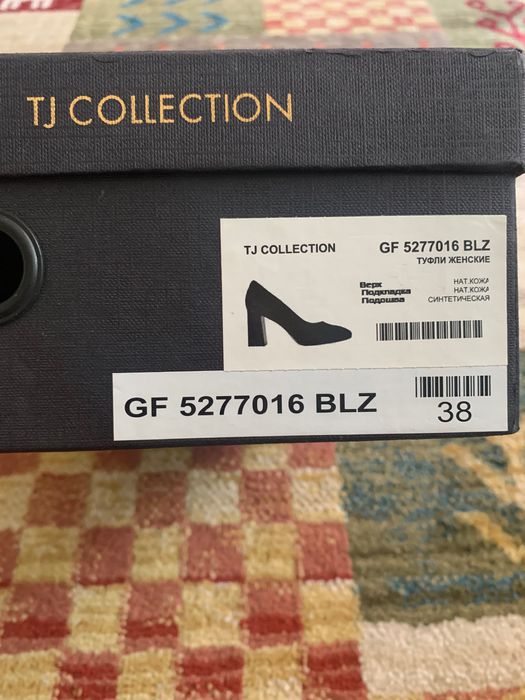 TJ COLLECTION
TJ COLLECTION
GF 5277016 BLZ
ТУФЛИ ЖЕНСКИЕ
Верх НАТ.КОЖА
Подкладка НАТ.КОЖА
Подошва СИНТЕТИЧЕСКАЯ
GF 5277016 BLZ
38